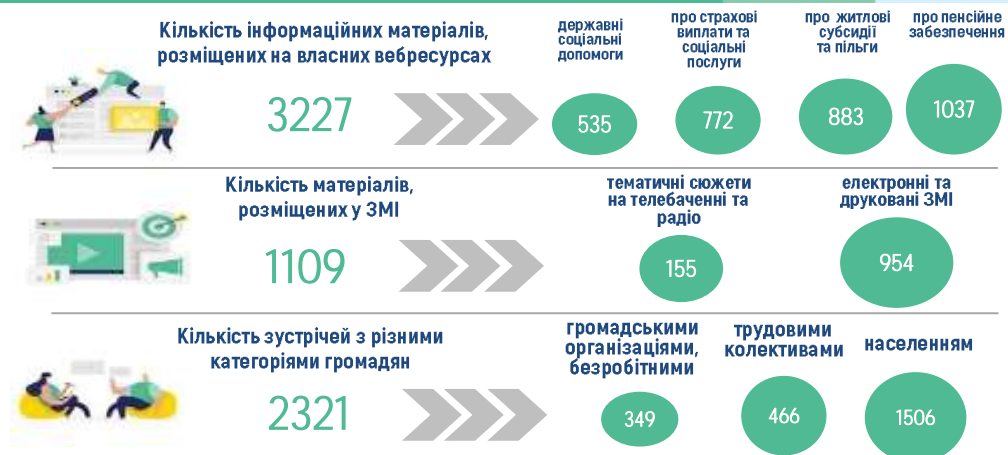 Кількість інформаційних матеріалів,
розміщених на власних вебресурсах
3227
державні
соціальні
допомоги
535
про страхові
виплати та
соціальні
послуги
772
про житлові
субсидії
та пільги
883
про пенсійне
забезпечення
1037
Кількість матеріалів,
розміщених у ЗМІ
1109
тематичні сюжети
на телебаченні та
радіо
155
електронні та
друковані ЗМІ
954
Кількість зустрічей з різними
категоріями громадян
2321
громадськими
організаціями,
безробітними
349
трудовими
колективами
466
населенням
1506